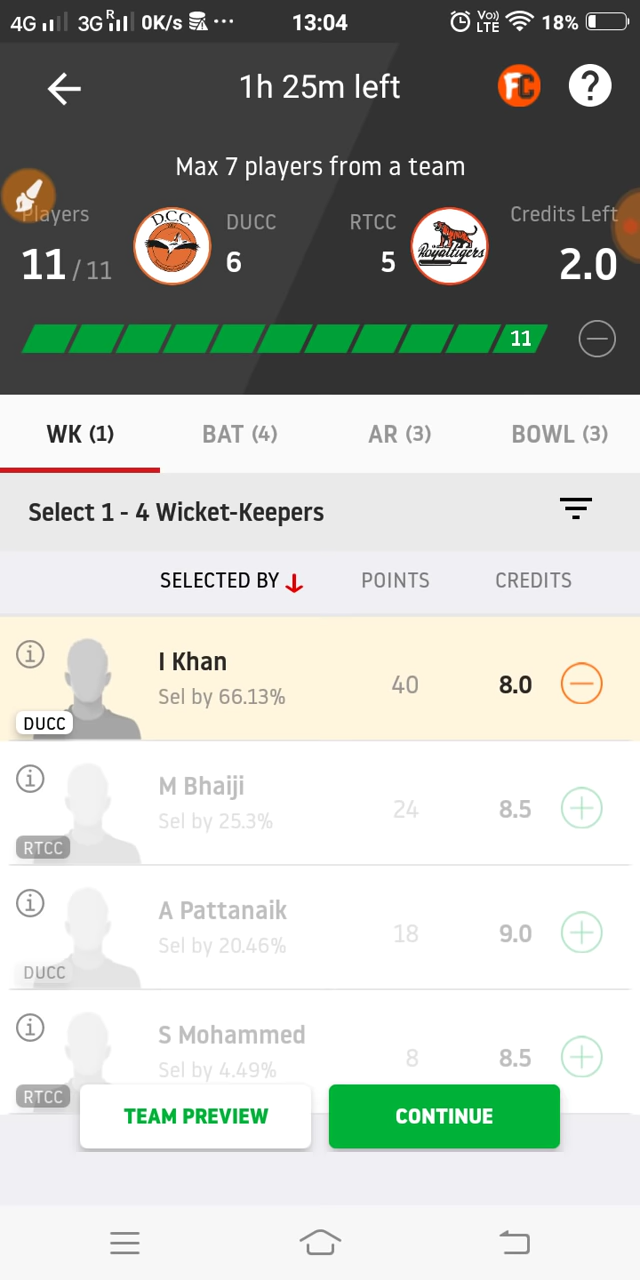 4G 3G R 0K/s ... 13:04 Vo) LTE 18%
1h 25m left FC ?
Max 7 players from a team
Players DUCC RTCC Credits Left
11 / 11 D.C.C. 6 5 Royaltigers 2.0
11
WK (1) BAT (4) AR (3) BOWL (3)
Select 1 - 4 Wicket-Keepers
SELECTED BY POINTS CREDITS
I Khan
Sel by 66.13% 40 8.0
DUCC
M Bhaiji
Sel by 25.3% 24 8.5
RTCC
A Pattanaik
Sel by 20.46% 18 9.0
DUCC
S Mohammed
Sel by 4.49% 8 8.5
RTCC
TEAM PREVIEW CONTINUE